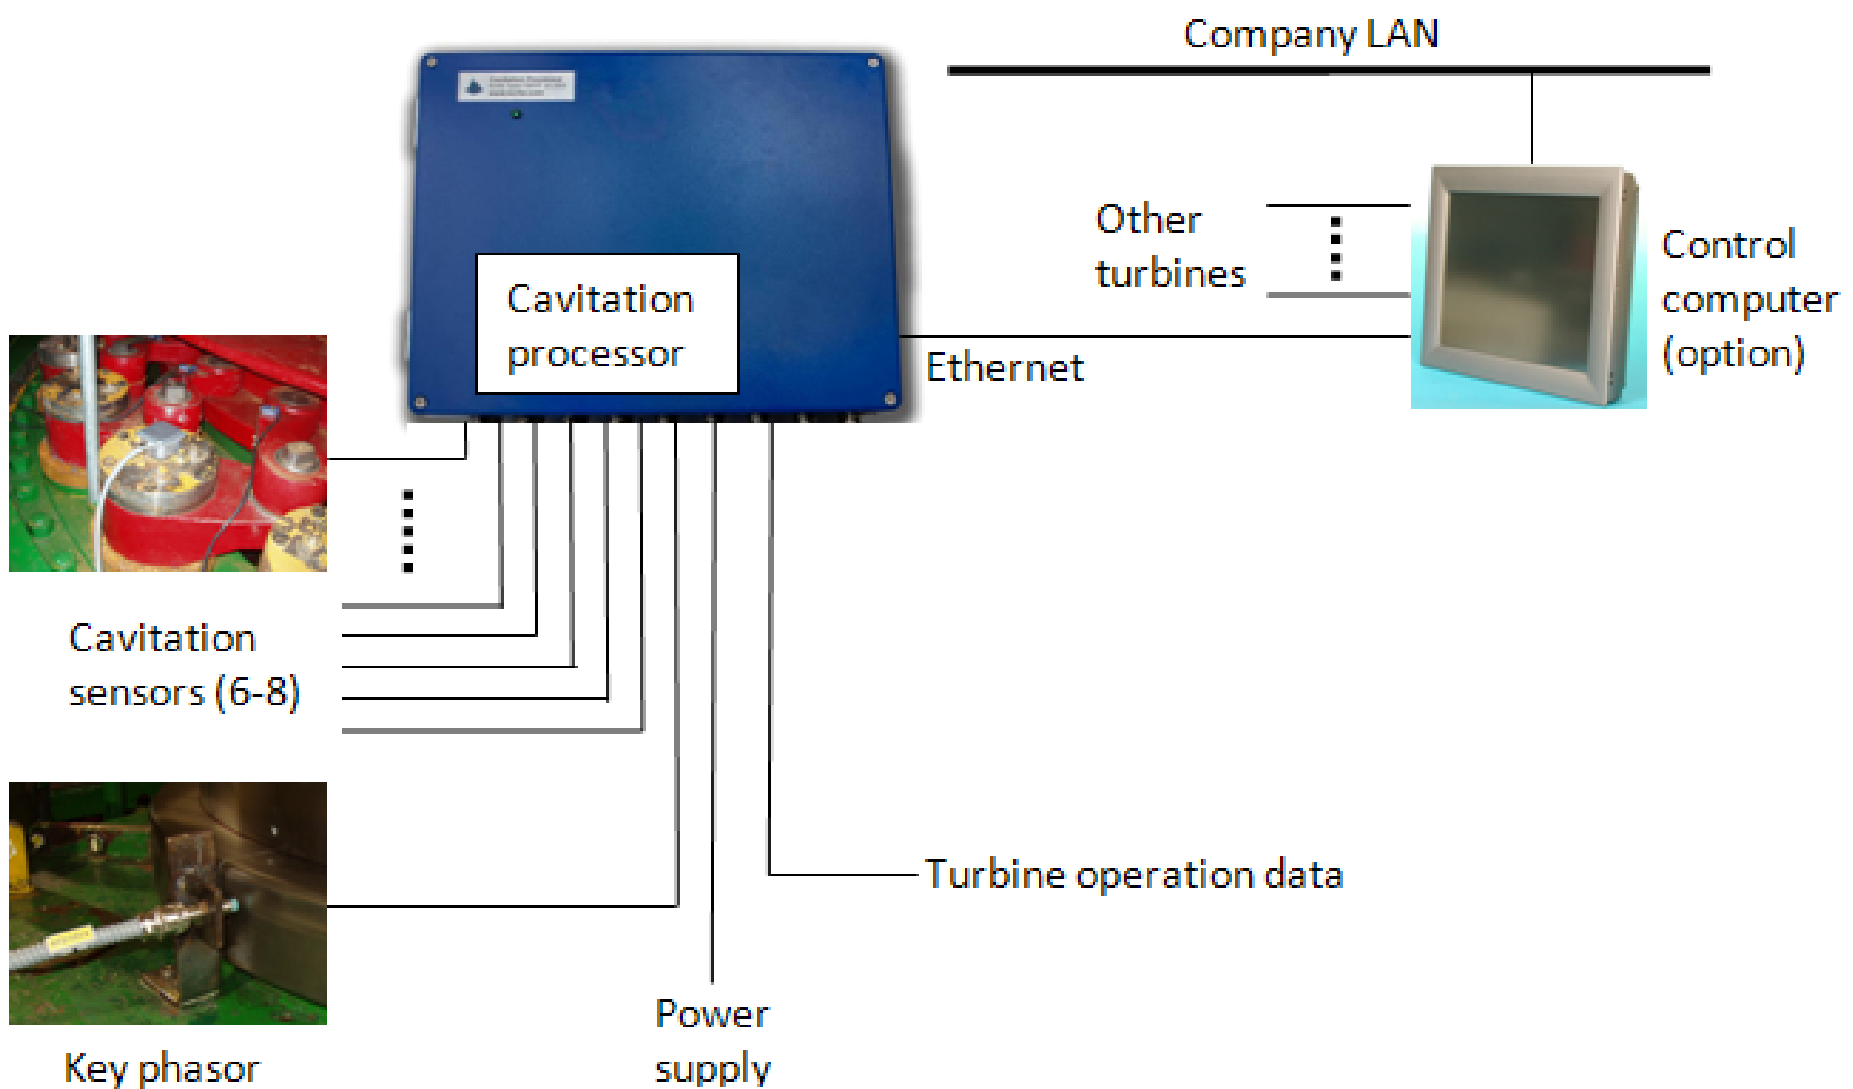 Company LAN
Other
turbines
Control
computer
(option)
Cavitation
processor
Ethernet
Cavitation
sensors (6-8)
Turbine operation data
Power
supply
Key phasor